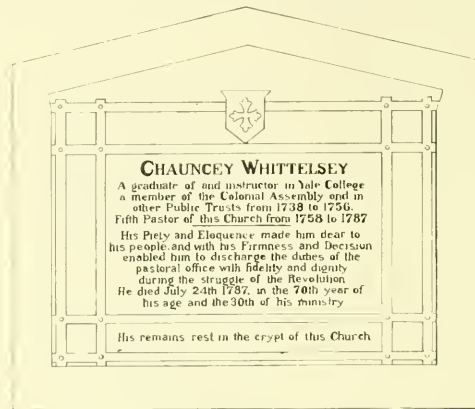 CHAUNCEY WHITTELSEY
A graduate of and instructor in Yale College
a member of the Colonial Assembly and in
other Public Trusts from 1738 to 1756.
Fifth Pastor of this Church from 1758 to 1787
His Piety and Eloquence made him dear to
his people, and with his Firmness and Decision
enabled him to discharge the duties of the
pastoral office with fidelity and dignity
during the struggle of the Revolution
He died July 24th 1787, in the 70th year of
his age and the 30th of his ministry
His remains rest in the crypt of this Church